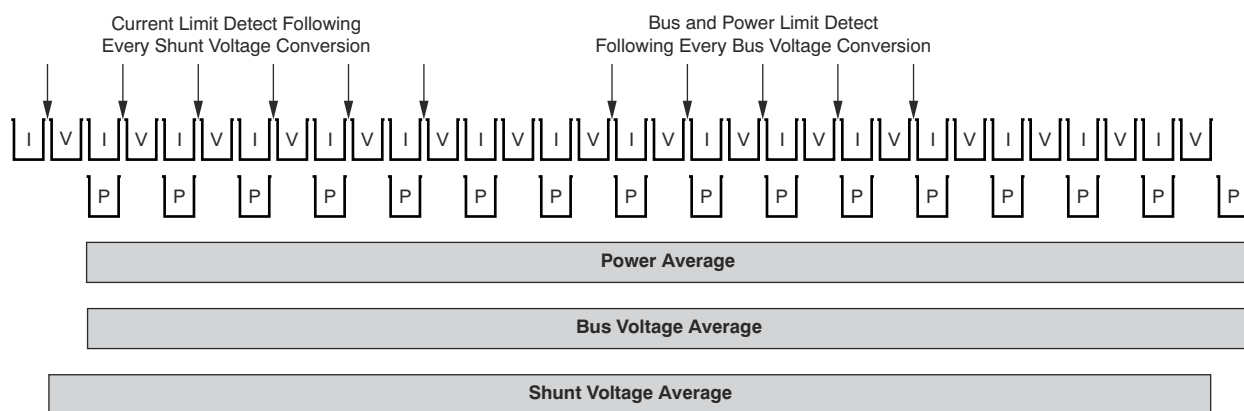 Current Limit Detect Following
Every Shunt Voltage Conversion
Bus and Power Limit Detect
Following Every Bus Voltage Conversion
I V I V I V I V I V I V I V I V I V I V I V I V I V I V I V I V
P P P P P P P P P P P P P P P P
Power Average
Bus Voltage Average
Shunt Voltage Average